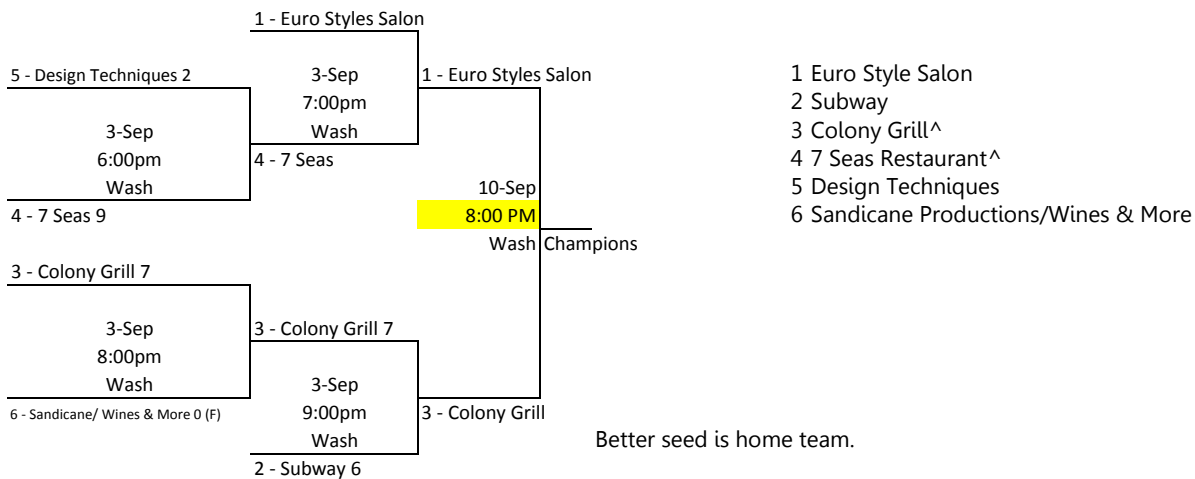 1 - Euro Styles Salon
5 - Design Techniques 2
3-Sep
7:00pm
Wash
1 - Euro Styles Salon
3-Sep
6:00pm
Wash
4 - 7 Seas
4 - 7 Seas 9
10-Sep
8:00 PM
Wash
Champions
3 - Colony Grill 7
3-Sep
8:00pm
Wash
3 - Colony Grill 7
6 - Sandicane/ Wines & More 0 (F)
3-Sep
9:00pm
Wash
3 - Colony Grill
2 - Subway 6
1 Euro Style Salon
2 Subway
3 Colony Grill^
4 7 Seas Restaurant^
5 Design Techniques
6 Sandicane Productions/Wines & More
Better seed is home team.